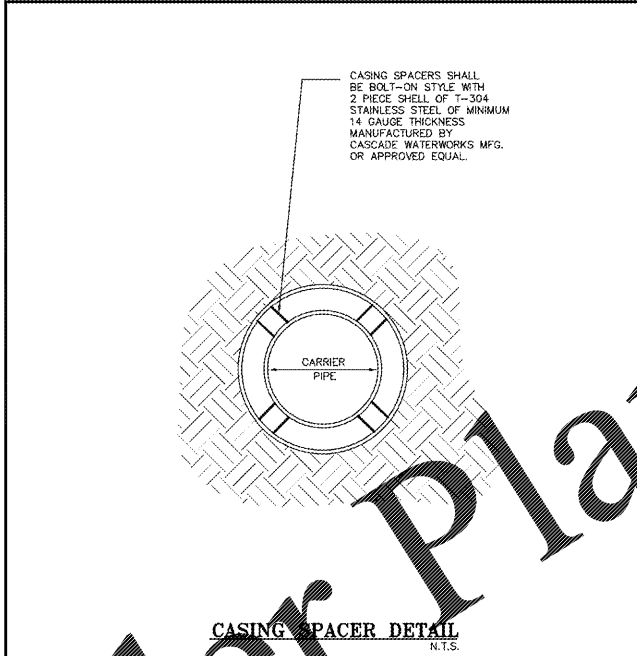 CASING SPACERS SHALL
BE BOLT-ON STYLE WITH
2 PIECE SHELL OF T-304
STAINLESS STEEL OF MINIMUM
14 GAUGE THICKNESS
MANUFACTURED BY
CASCADE WATERWORKS MFG.
OR APPROVED EQUAL.
CARRIER
PIPE
CASING SPACER DETAIL
N.T.S.